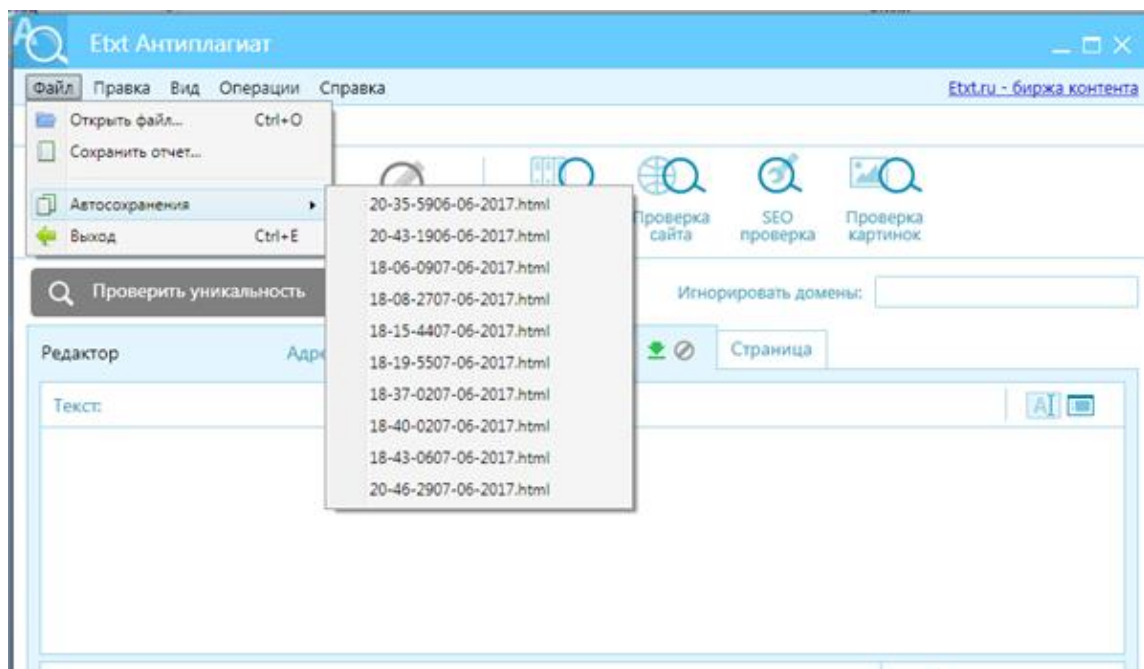 Etxt Антиплагиат
Файл Правка Вид Операции Справка Etxt.ru - биржа контента
Открыть файл... Ctrl+O
Сохранить отчет...
Автосохранения
Выход Ctrl+E
20-35-5906-06-2017.html
20-43-1906-06-2017.html
18-06-0907-06-2017.html
18-08-2707-06-2017.html
18-15-4407-06-2017.html
18-19-5507-06-2017.html
18-37-0207-06-2017.html
18-40-0207-06-2017.html
18-43-0607-06-2017.html
20-46-2907-06-2017.html
Проверка сайта
SEO проверка
Проверка картинок
Проверить уникальность Игнорировать домены:
Редактор Адре Страница
Текст: